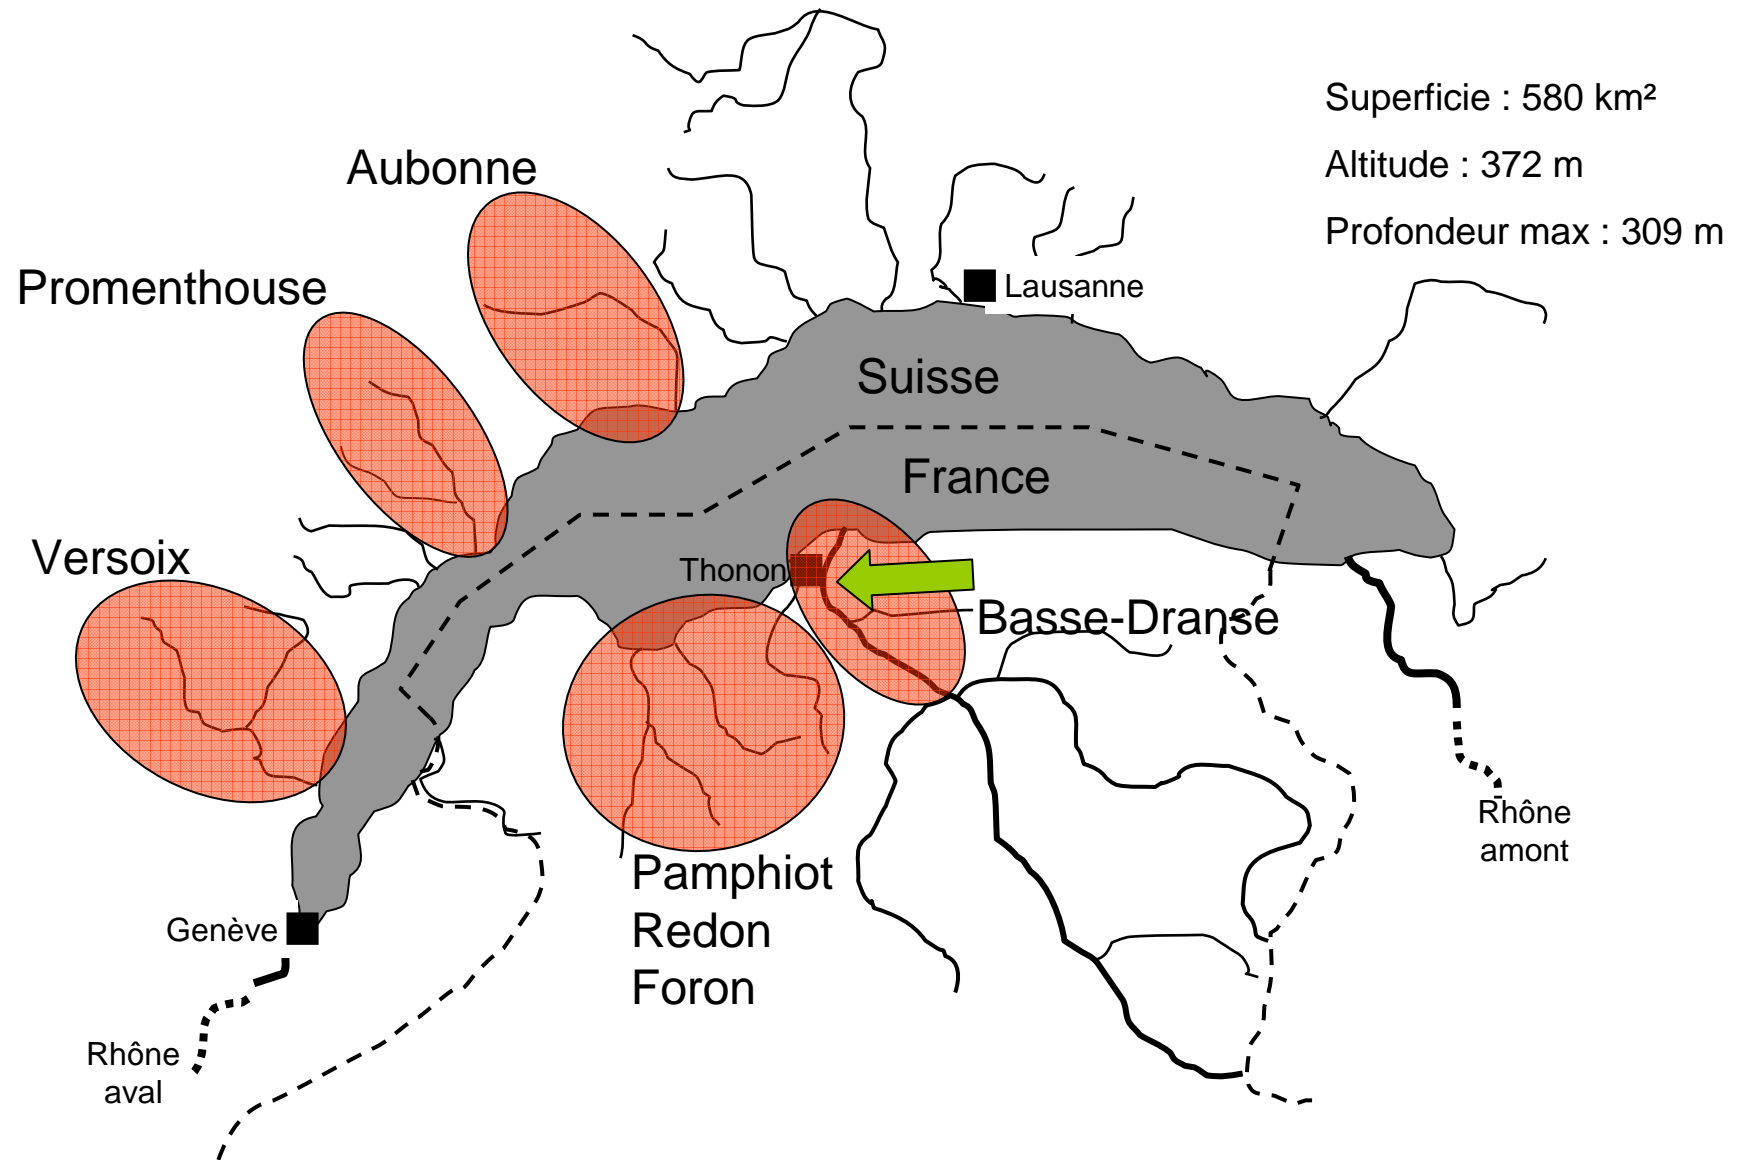 Superficie : 580 km²
Altitude : 372 m
Profondeur max : 309 m
Aubonne
Promenthouse
Lausanne
Suisse
France
Versoix
Thonon
Basse-Dranse
Rhône
amont
Pamphiot
Redon
Foron
Genève
Rhône
aval